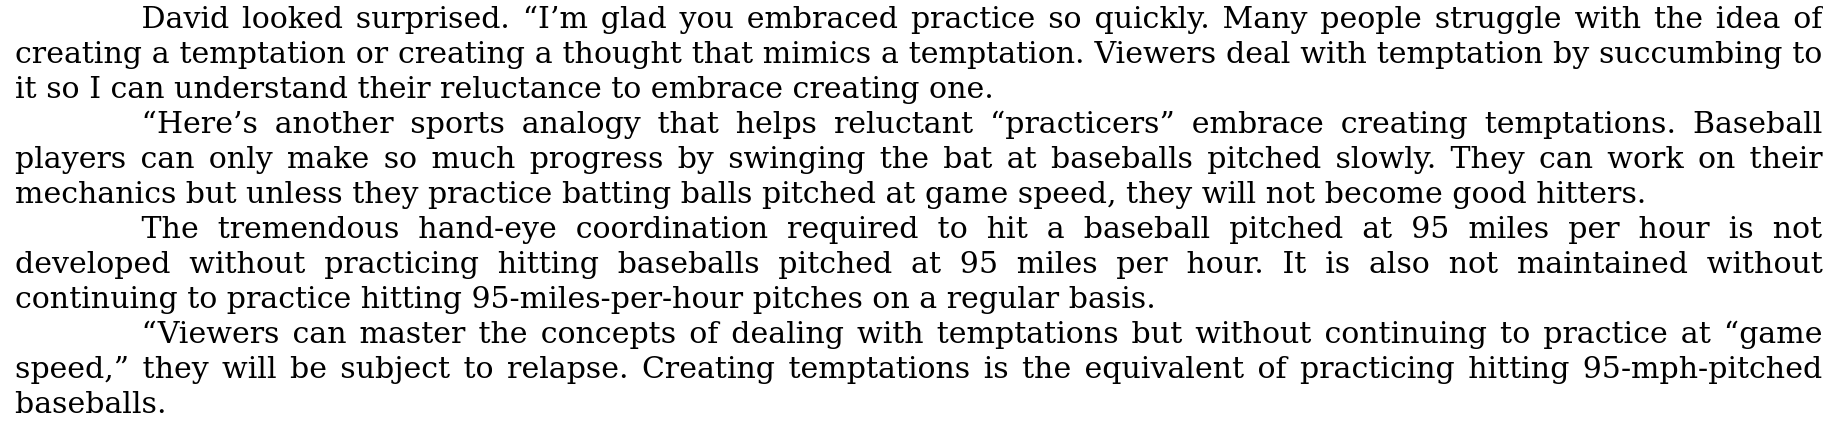 David looked surprised. “I’m glad you embraced practice so quickly. Many people struggle with the idea of
creating a temptation or creating a thought that mimics a temptation. Viewers deal with temptation by succumbing to
it so I can understand their reluctance to embrace creating one.
“Here’s another sports analogy that helps reluctant “practicers” embrace creating temptations. Baseball
players can only make so much progress by swinging the bat at baseballs pitched slowly. They can work on their
mechanics but unless they practice batting balls pitched at game speed, they will not become good hitters.
The tremendous hand-eye coordination required to hit a baseball pitched at 95 miles per hour is not
developed without practicing hitting baseballs pitched at 95 miles per hour. It is also not maintained without
continuing to practice hitting 95-miles-per-hour pitches on a regular basis.
“Viewers can master the concepts of dealing with temptations but without continuing to practice at “game
speed,” they will be subject to relapse. Creating temptations is the equivalent of practicing hitting 95-mph-pitched
baseballs.